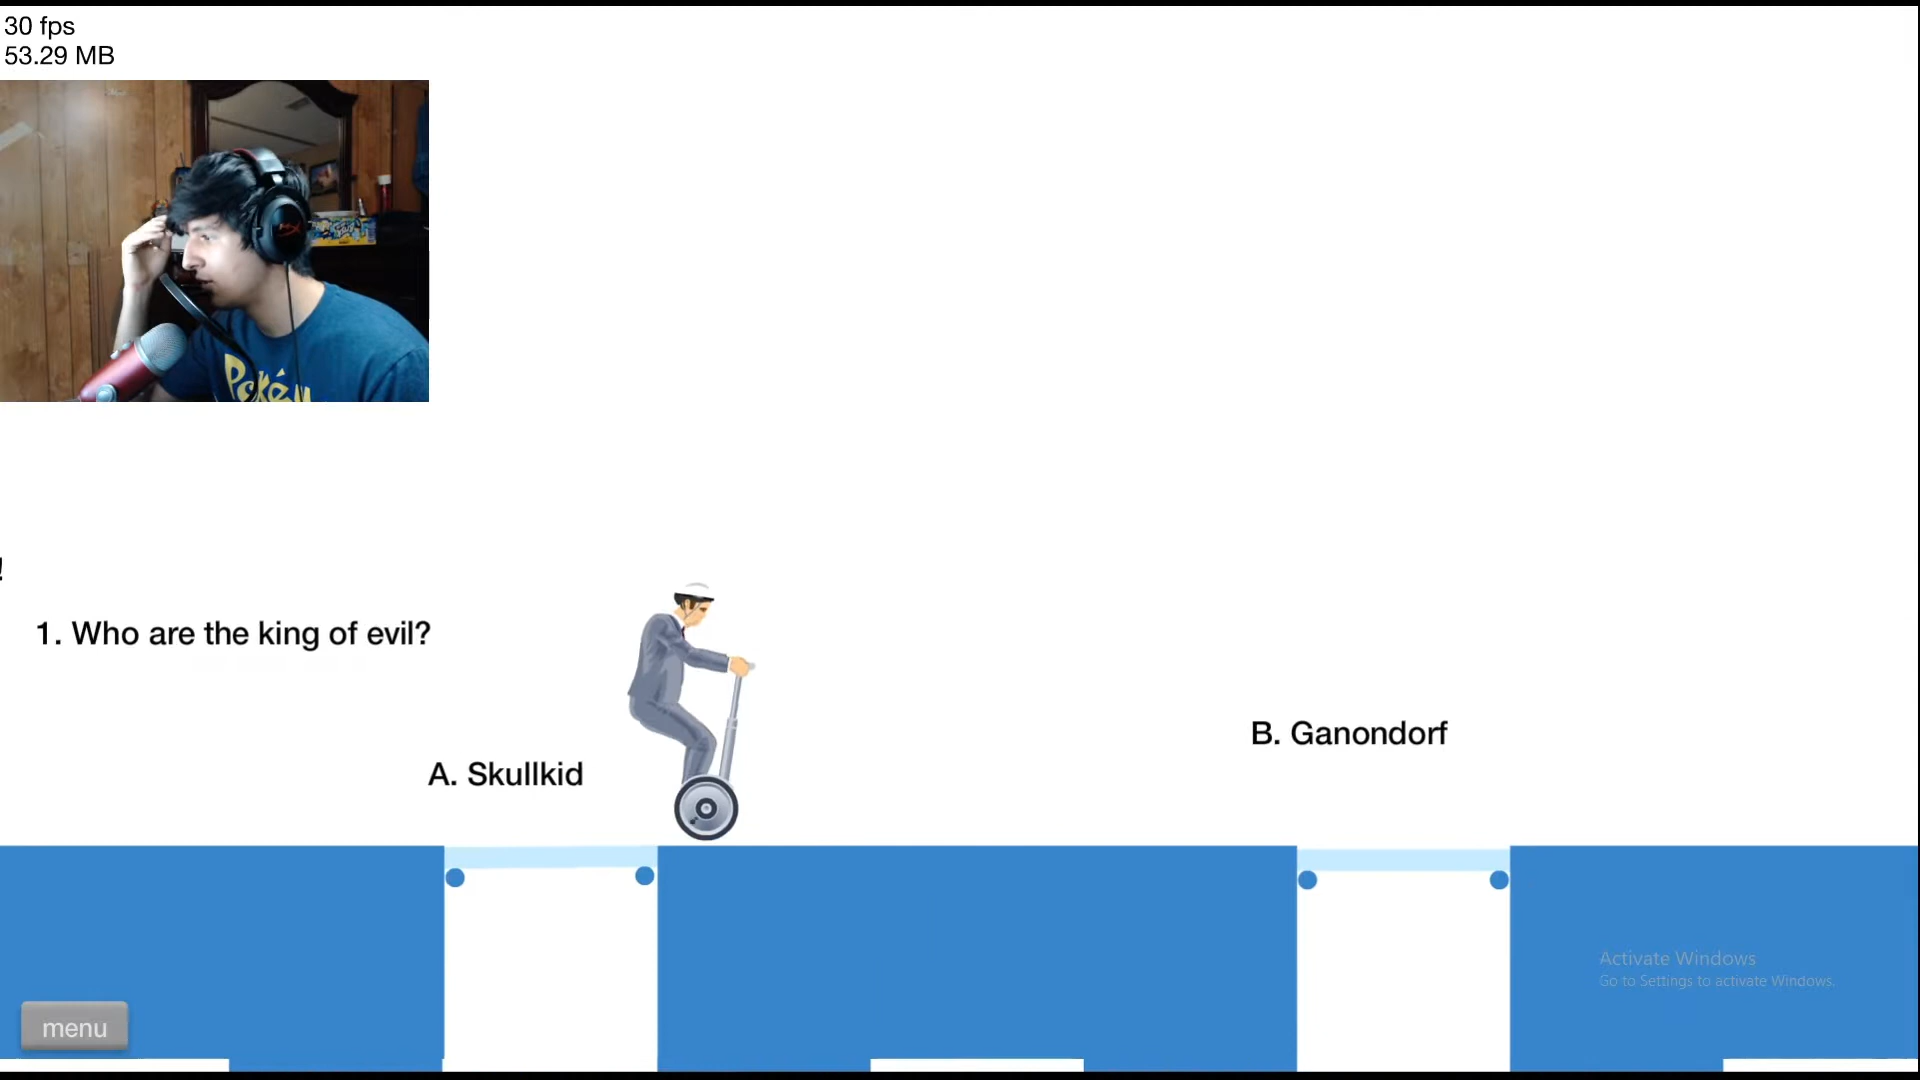 30 fps
53.29 MB
Pokém
!
1. Who are the king of evil?
B. Ganondorf
A. Skullkid
Activate Windows
Go to Settings to activate Windows.
menu